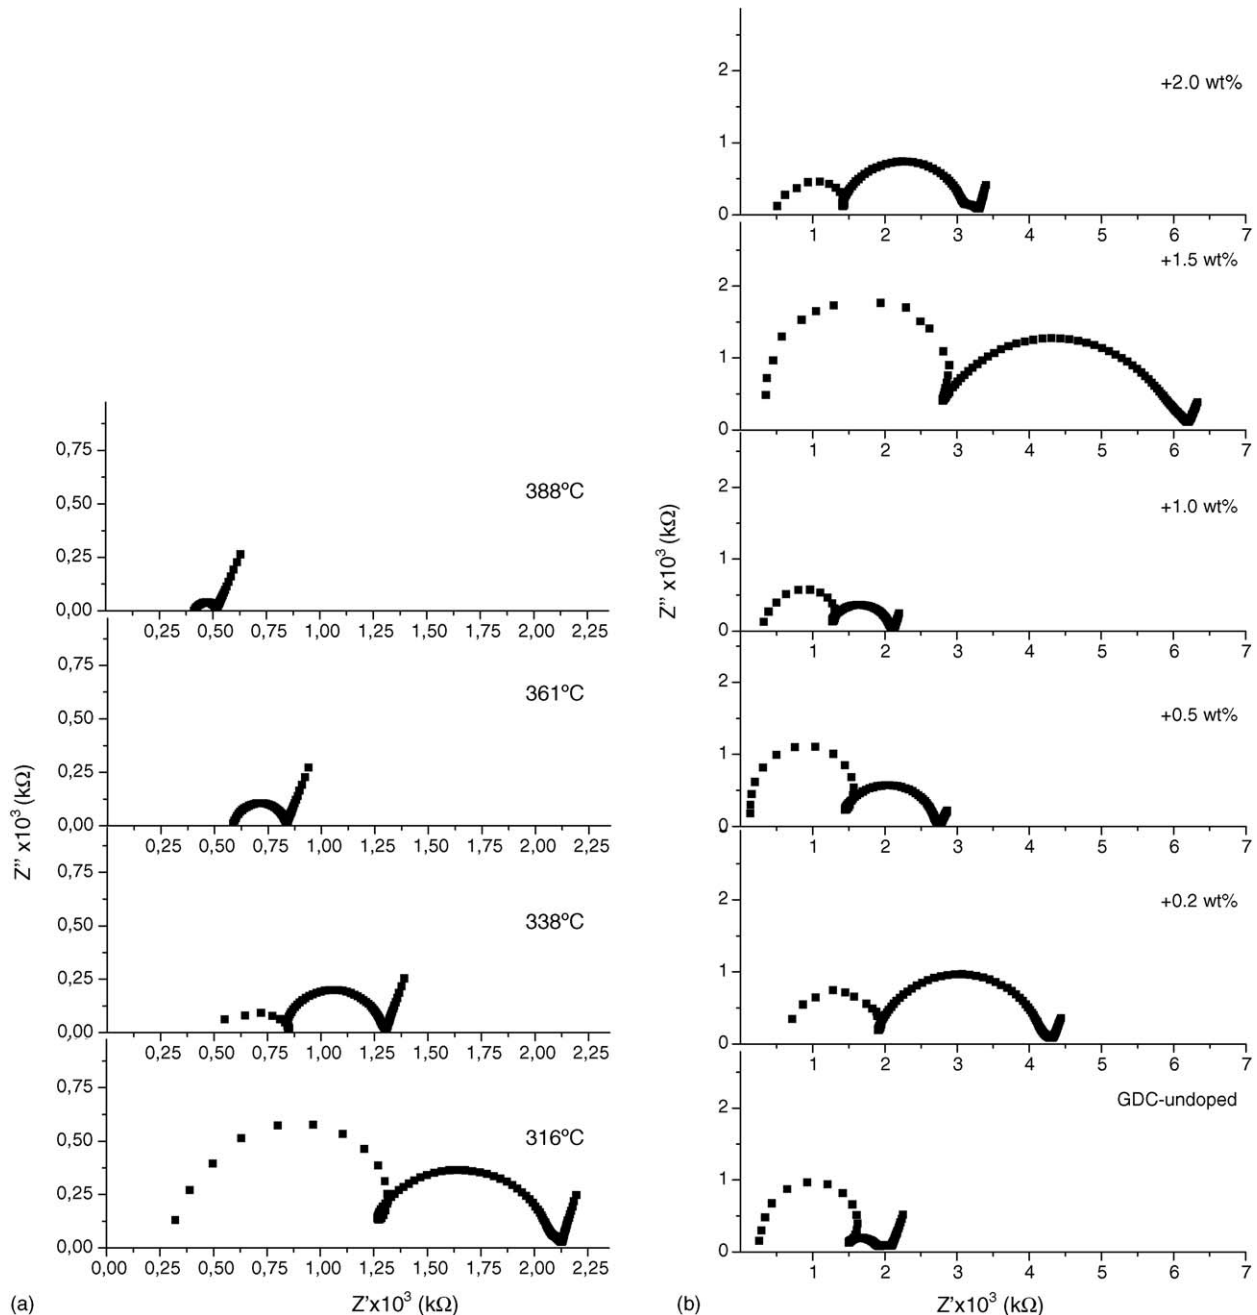 388ºC
0,75
0,50
0,25
0,00
0,25 0,50 0,75 1,00 1,25 1,50 1,75 2,00 2,25
361ºC
0,75
0,50
0,25
0,00
0,25 0,50 0,75 1,00 1,25 1,50 1,75 2,00 2,25
338ºC
0,75
0,50
0,25
0,00
0,25 0,50 0,75 1,00 1,25 1,50 1,75 2,00 2,25
316ºC
0,75
0,50
0,25
0,00
0,00 0,25 0,50 0,75 1,00 1,25 1,50 1,75 2,00 2,25
Z'' x10³ (kΩ)
(a)
Z'x10³ (kΩ)
+2.0 wt%
2
1
0
1 2 3 4 5 6 7
+1.5 wt%
2
1
0
1 2 3 4 5 6 7
+1.0 wt%
2
1
0
1 2 3 4 5 6 7
+0.5 wt%
2
1
0
1 2 3 4 5 6 7
+0.2 wt%
2
1
0
1 2 3 4 5 6 7
GDC-undoped
2
1
0
1 2 3 4 5 6 7
Z'' x10³ (kΩ)
(b)
Z'x10³ (kΩ)